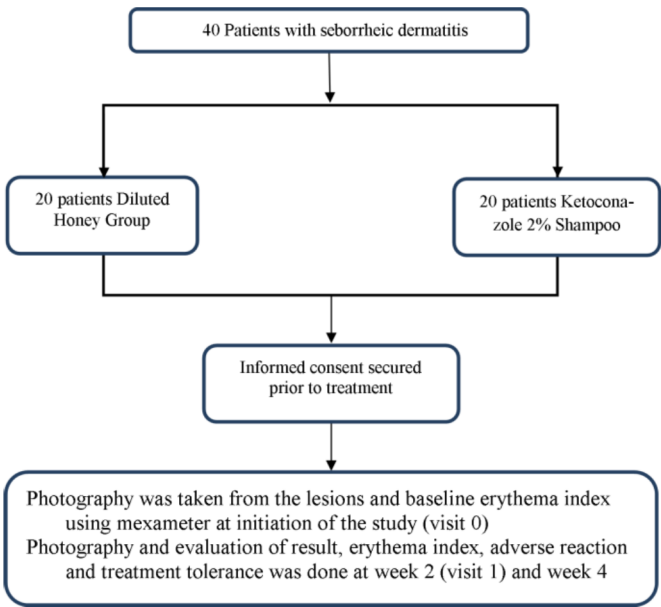 40 Patients with seborrheic dermatitis
20 patients Diluted
Honey Group
20 patients Ketocona-
zole 2% Shampoo
Informed consent secured
prior to treatment
Photography was taken from the lesions and baseline erythema index
using mexameter at initiation of the study (visit 0)
Photography and evaluation of result, erythema index, adverse reaction
and treatment tolerance was done at week 2 (visit 1) and week 4